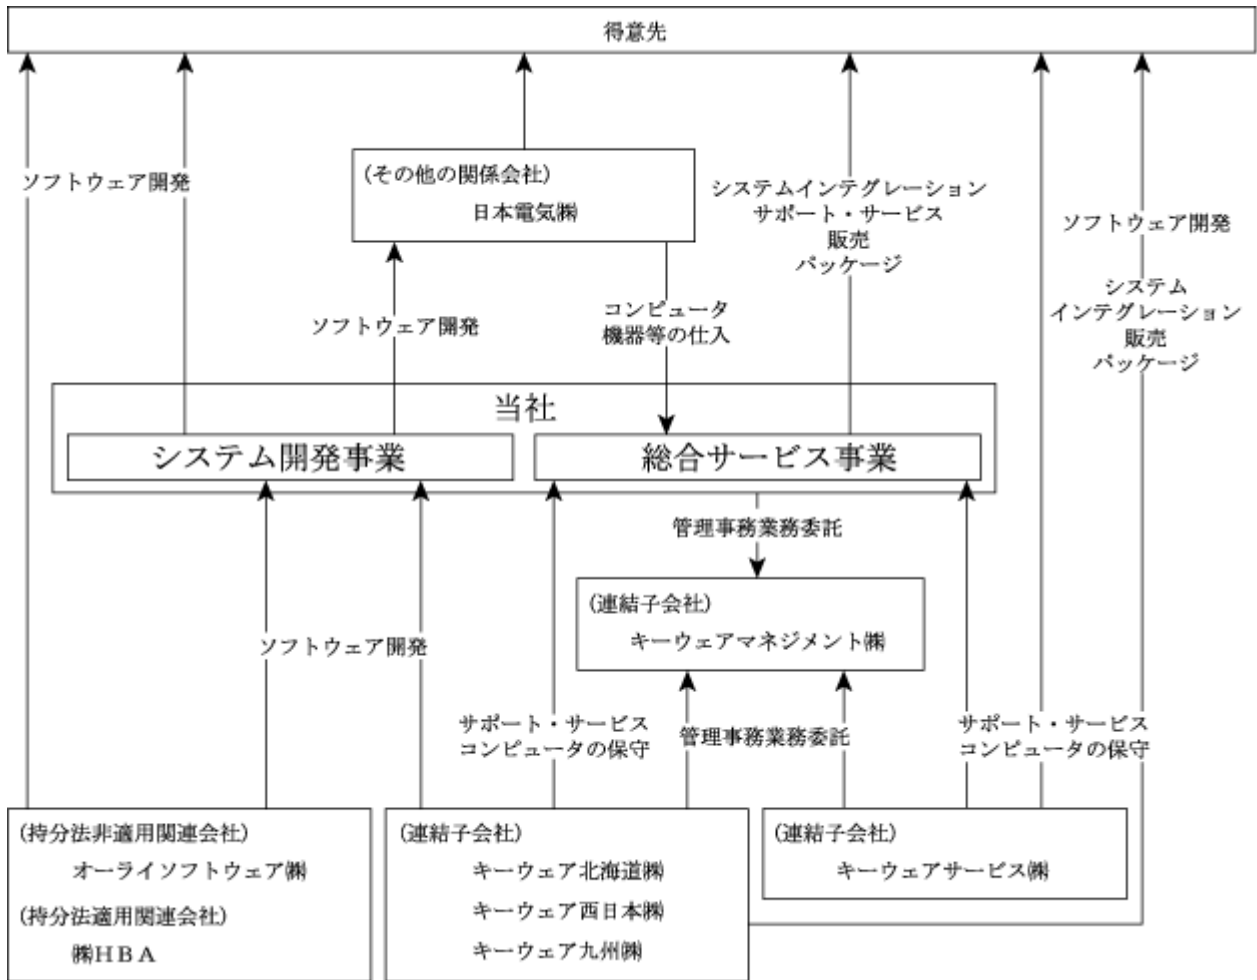 得意先
ソフトウェア開発
(その他の関係会社)
日本電気㈱
システムインテグレーション
サポート・サービス
販売
パッケージ
ソフトウェア開発
システム
インテグレーション
販売
パッケージ
ソフトウェア開発
コンピュータ
機器等の仕入
当社
システム開発事業
総合サービス事業
管理事務業務委託
(連結子会社)
キーウェアマネジメント㈱
ソフトウェア開発
サポート・サービス
コンピュータの保守
管理事務業務委託
サポート・サービス
コンピュータの保守
(持分法非適用関連会社)
オーライソフトウェア㈱
(持分法適用関連会社)
㈱ＨＢＡ
(連結子会社)
キーウェア北海道㈱
キーウェア西日本㈱
キーウェア九州㈱
(連結子会社)
キーウェアサービス㈱